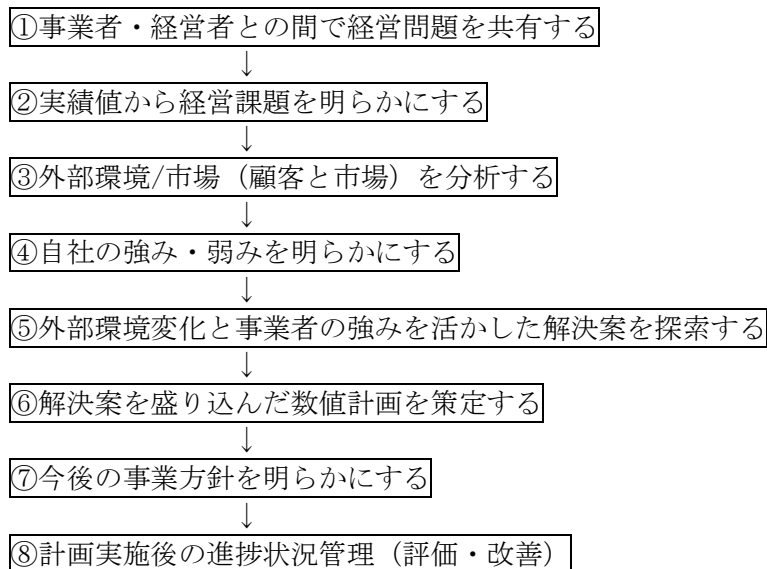 ①事業者・経営者との間で経営問題を共有する
↓
②実績値から経営課題を明らかにする
↓
③外部環境/市場（顧客と市場）を分析する
↓
④自社の強み・弱みを明らかにする
↓
⑤外部環境変化と事業者の強みを活かした解決案を探索する
↓
⑥解決案を盛り込んだ数値計画を策定する
↓
⑦今後の事業方針を明らかにする
↓
⑧計画実施後の進捗状況管理（評価・改善）